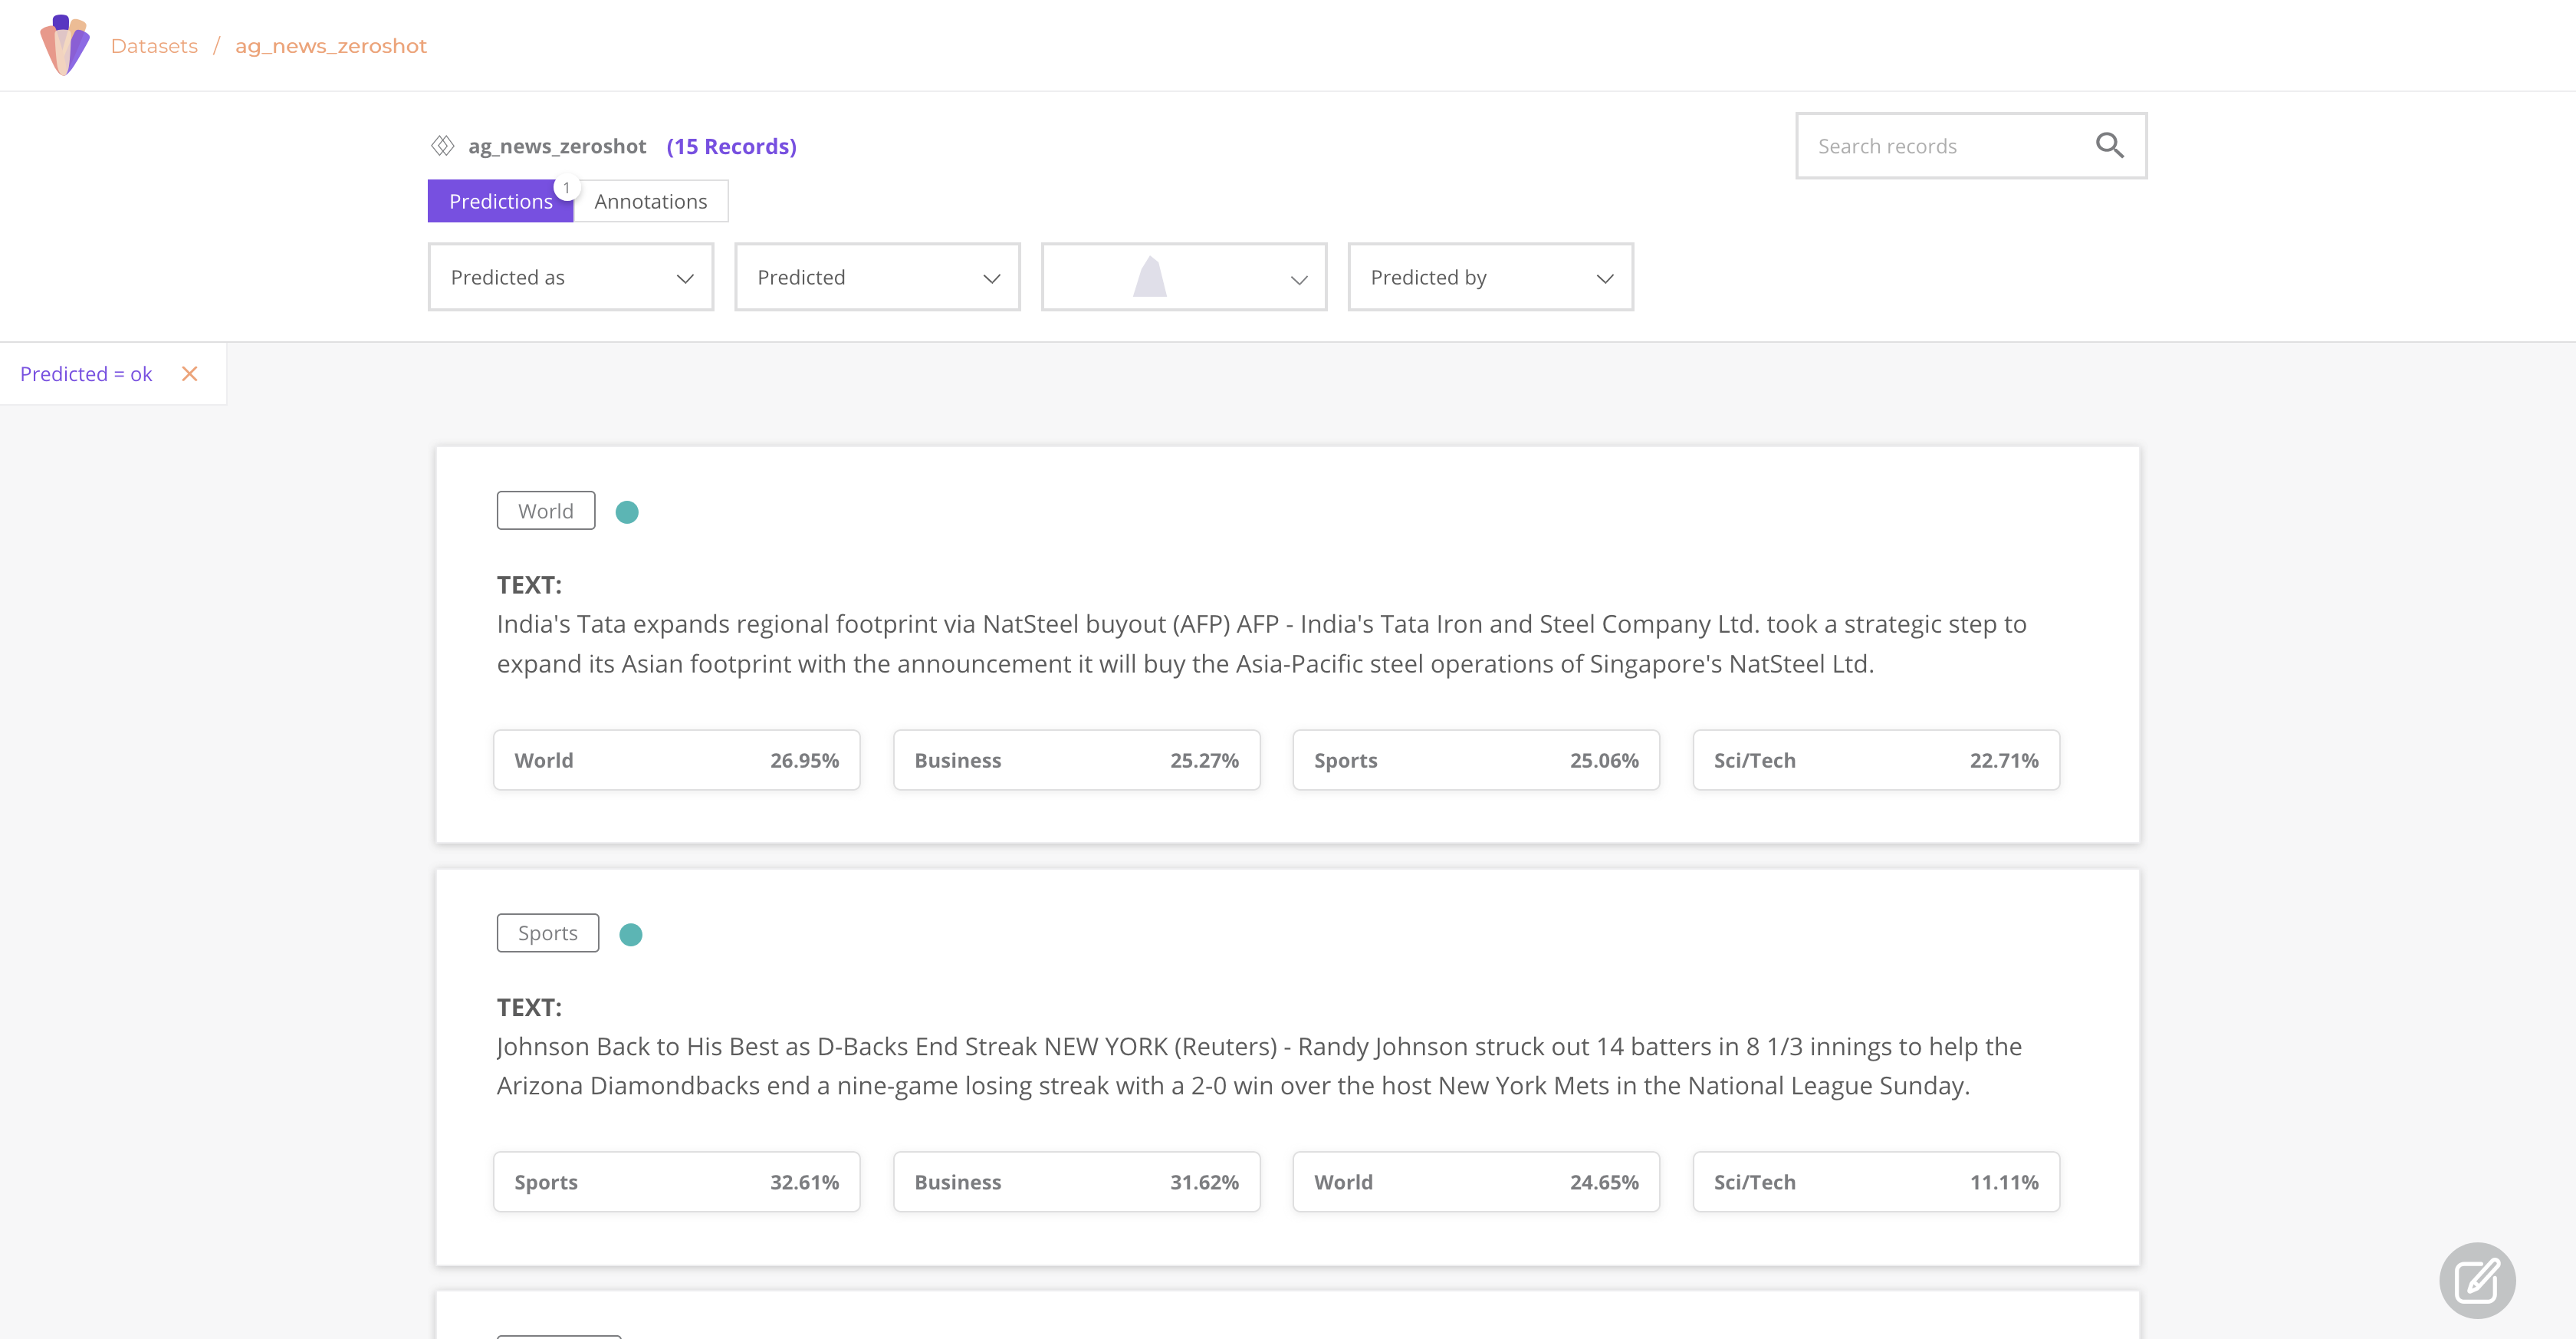 Datasets / ag_news_zeroshot
ag_news_zeroshot (15 Records)
Search records
Predictions 1 Annotations
Predicted as
Predicted
Predicted by
Predicted = ok
World
TEXT:
India's Tata expands regional footprint via NatSteel buyout (AFP) AFP - India's Tata Iron and Steel Company Ltd. took a strategic step to
expand its Asian footprint with the announcement it will buy the Asia-Pacific steel operations of Singapore's NatSteel Ltd.
World 26.95% Business 25.27% Sports 25.06% Sci/Tech 22.71%
Sports
TEXT:
Johnson Back to His Best as D-Backs End Streak NEW YORK (Reuters) - Randy Johnson struck out 14 batters in 8 1/3 innings to help the
Arizona Diamondbacks end a nine-game losing streak with a 2-0 win over the host New York Mets in the National League Sunday.
Sports 32.61% Business 31.62% World 24.65% Sci/Tech 11.11%